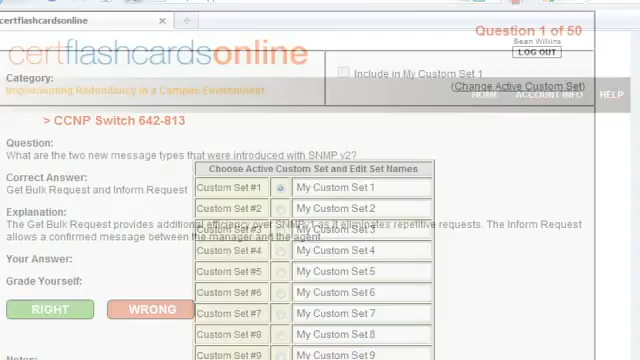 certflashcardsonline
Question 1 of 50
Sean Wilkins
LOG OUT
certflashcardsonline
Category:
Implementing Redundancy in a Campus Environment
Include in My Custom Set 1
(Change Active Custom Set)
HOME ACCOUNT INFO HELP
> CCNP Switch 642-813
Question:
What are the two new message types that were introduced with SNMP v2?
Correct Answer:
Get Bulk Request and Inform Request
Explanation:
The Get Bulk Request provides additional efficiency over SNMPv1 as it eliminates repetitive requests. The Inform Request
allows a confirmed message between the manager and the agent.
Your Answer:
Grade Yourself:
RIGHT WRONG
Notes:
Choose Active Custom Set and Edit Set Names
Custom Set #1 My Custom Set 1
Custom Set #2 My Custom Set 2
Custom Set #3 My Custom Set 3
Custom Set #4 My Custom Set 4
Custom Set #5 My Custom Set 5
Custom Set #6 My Custom Set 6
Custom Set #7 My Custom Set 7
Custom Set #8 My Custom Set 8
Custom Set #9 My Custom Set 9